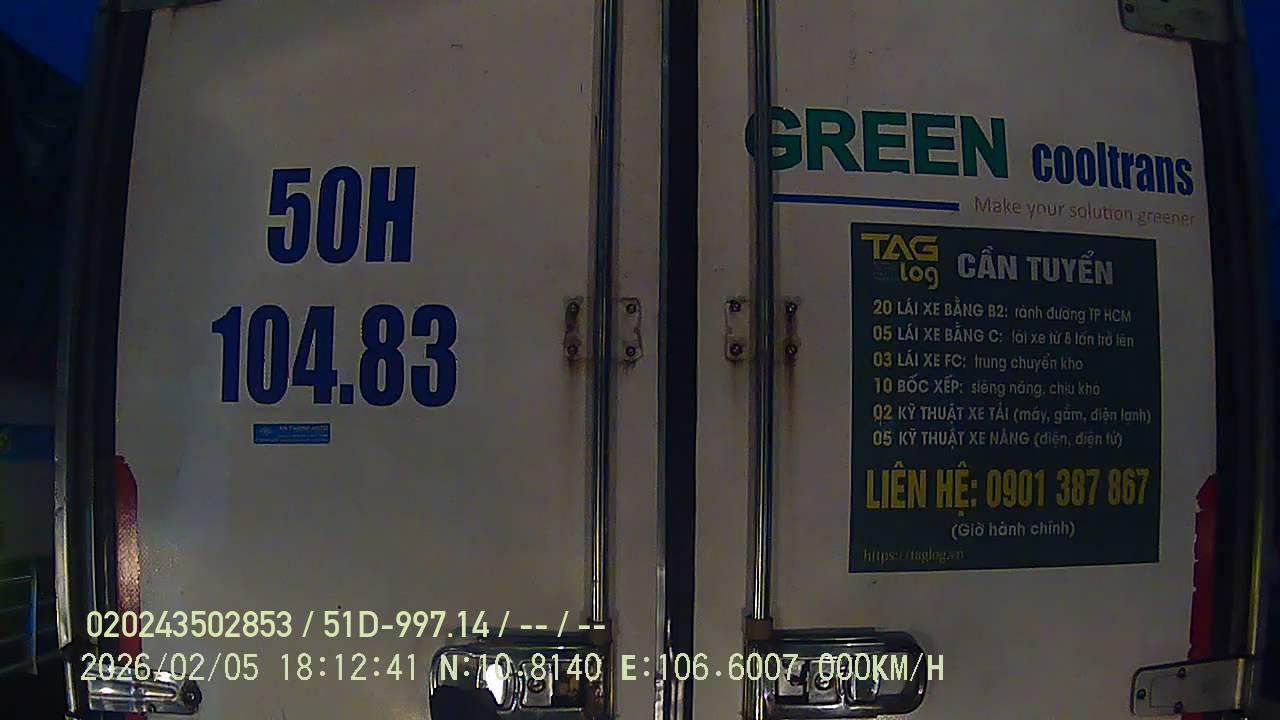 50H
104.83
GREEN cooltrans
Make your solution greener
TAG
log
CẦN TUYỂN
20 LÁI XE BẰNG B2: rành đường TP HCM
05 LÁI XE BẰNG C: lái xe từ 8 tấn trở lên
03 LÁI XE FC: trung chuyển kho
10 BỐC XẾP: siêng năng, chịu khó
02 KỸ THUẬT XE TẢI (máy, gầm, điện lạnh)
05 KỸ THUẬT XE NÂNG (điện, điện tử)
LIÊN HỆ: 0901 387 867
(Giờ hành chính)
https://taglog.vn
020243502853 / 51D-997.14 / -- / --
2026/02/05 18:12:41 N:10.8140 E:106.6007 000KM/H